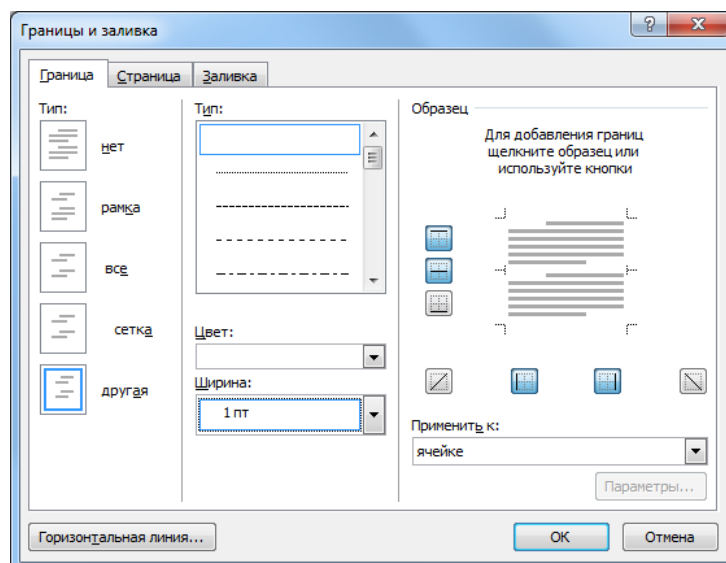 Границы и заливка
Граница
Страница
Заливка
Тип:
нет
рамка
все
сетка
другая
Тип:
Цвет:
Ширина:
1 пт
Образец
Для добавления границ
щелкните образец или
используйте кнопки
Применить к:
ячейке
Параметры...
Горизонтальная линия...
ОК
Отмена